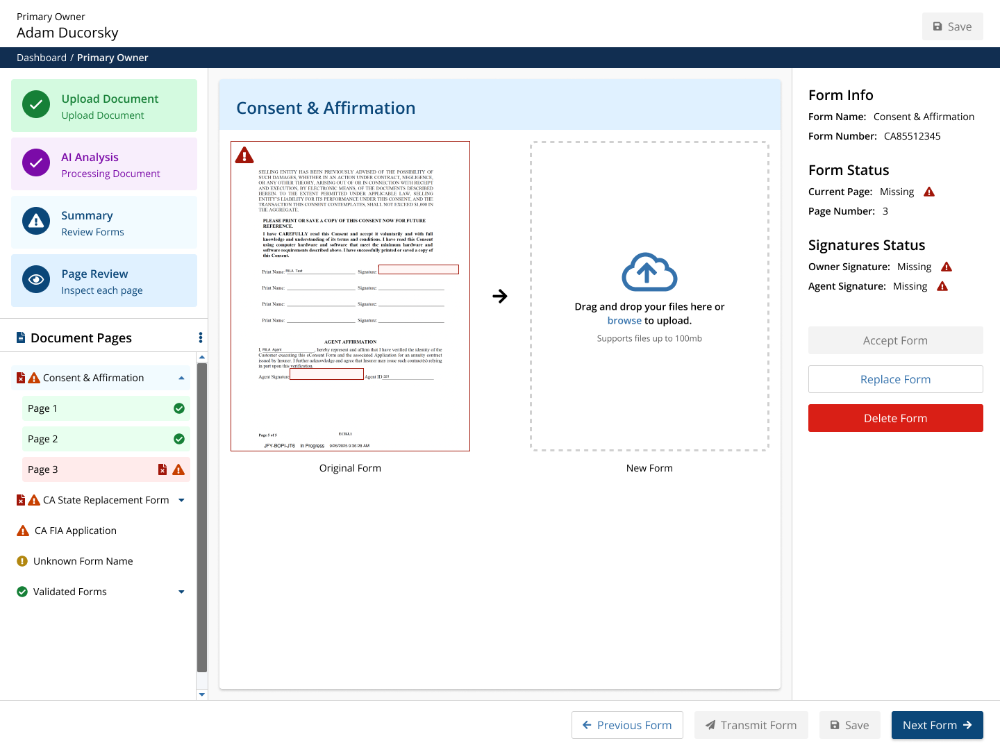 Primary Owner
Adam Ducorsky
Save
Dashboard / Primary Owner
Upload Document
Upload Document
AI Analysis
Processing Document
Summary
Review Forms
Page Review
Inspect each page
Document Pages
Consent & Affirmation
Page 1
Page 2
Page 3
CA State Replacement Form
CA FIA Application
Unknown Form Name
Validated Forms
Consent & Affirmation
SELLING ENTITY HAS BEEN PREVIOUSLY ADVISED OF THE POSSIBILITY OF
SUCH DAMAGES, WHETHER IN AN ACTION UNDER CONTRACT, NEGLIGENCE,
OR ANY OTHER THEORY, ARISING OUT OF OR IN CONNECTION WITH RECEIPT
AND EXECUTION, BY ELECTRONIC MEANS, OF THE DOCUMENTS DESCRIBED
HEREIN. TO THE EXTENT PERMITTED UNDER APPLICABLE LAW, SELLING
ENTITY'S LIABILITY FOR ITS PERFORMANCE UNDER THIS CONSENT, AND THE
TRANSACTION THIS CONSENT CONTEMPLATES, SHALL NOT EXCEED $1,000 IN
THE AGGREGATE.
PLEASE PRINT OR SAVE A COPY OF THIS CONSENT NOW FOR FUTURE
REFERENCE.
I have CAREFULLY read this Consent and accept it voluntarily and with full
knowledge and understanding of its terms and conditions. I have read this Consent
using computer hardware and software that meet the minimum hardware and
software requirements described above. I have successfully printed or saved a copy of
this Consent.
Print Name: RILA Test Signature:
Print Name: Signature:
Print Name: Signature:
Print Name: Signature:
AGENT AFFIRMATION
I, RILA Agent, hereby represent and affirm that I have verified the identity of the
Customer executing this eConsent Form and the associated Application for an annuity contract
issued by Insurer. I further acknowledge and agree that Insurer may issue such contract(s) relying
in part upon this verification.
Agent Signature Agent ID 321
Page 5 of 5 ECRI.1
JFY-BOPI-JT6 In Progress 9/26/2025 9:36:28 AM
Original Form
Drag and drop your files here or
browse to upload.
Supports files up to 100mb
New Form
Form Info
Form Name: Consent & Affirmation
Form Number: CA85512345
Form Status
Current Page: Missing
Page Number: 3
Signatures Status
Owner Signature: Missing
Agent Signature: Missing
Accept Form
Replace Form
Delete Form
Previous Form
Transmit Form
Save
Next Form